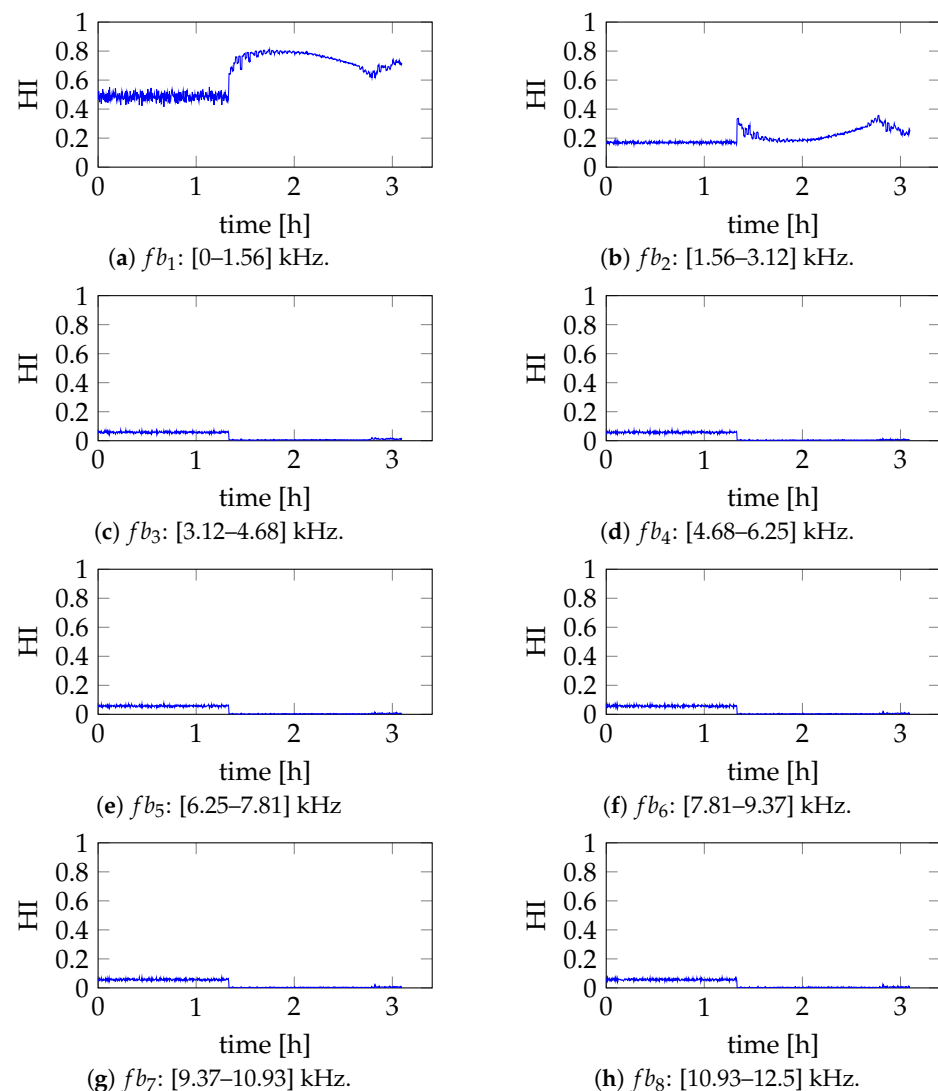 1
0.8
0.6
0.4
0.2
0
HI
0 1 2 3
time [h]
(a) fb1: [0–1.56] kHz.
1
0.8
0.6
0.4
0.2
0
HI
0 1 2 3
time [h]
(b) fb2: [1.56–3.12] kHz.
1
0.8
0.6
0.4
0.2
0
HI
0 1 2 3
time [h]
(c) fb3: [3.12–4.68] kHz.
1
0.8
0.6
0.4
0.2
0
HI
0 1 2 3
time [h]
(d) fb4: [4.68–6.25] kHz.
1
0.8
0.6
0.4
0.2
0
HI
0 1 2 3
time [h]
(e) fb5: [6.25–7.81] kHz
1
0.8
0.6
0.4
0.2
0
HI
0 1 2 3
time [h]
(f) fb6: [7.81–9.37] kHz.
1
0.8
0.6
0.4
0.2
0
HI
0 1 2 3
time [h]
(g) fb7: [9.37–10.93] kHz.
1
0.8
0.6
0.4
0.2
0
HI
0 1 2 3
time [h]
(h) fb8: [10.93–12.5] kHz.